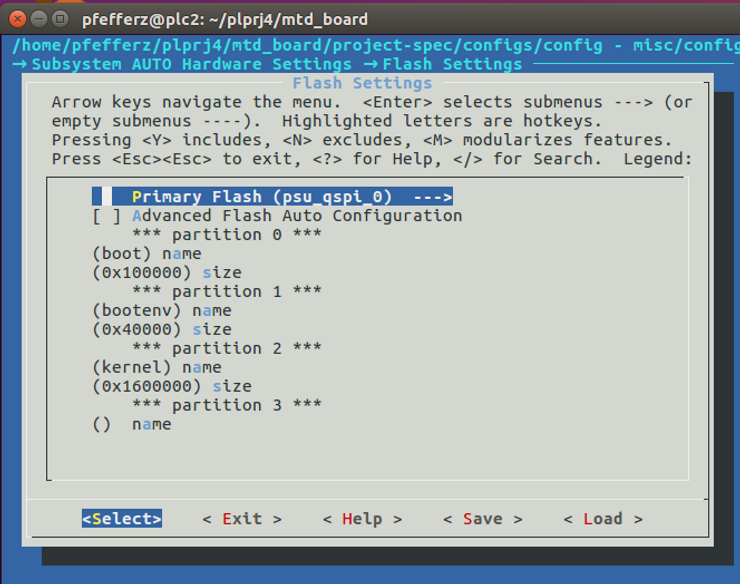 pfefferz@plc2: ~/plprj4/mtd_board
/home/pfefferz/plprj4/mtd_board/project-spec/configs/config - misc/config
→Subsystem AUTO Hardware Settings →Flash Settings
Flash Settings
Arrow keys navigate the menu.  <Enter> selects submenus ---> (or
empty submenus ----).  Highlighted letters are hotkeys.
Pressing <Y> includes, <N> excludes, <M> modularizes features.
Press <Esc><Esc> to exit, <?> for Help, </> for Search.  Legend:
Primary Flash (psu_qspi_0)  --->
[ ] Advanced Flash Auto Configuration
*** partition 0 ***
(boot) name
(0x100000) size
*** partition 1 ***
(bootenv) name
(0x40000) size
*** partition 2 ***
(kernel) name
(0x1600000) size
*** partition 3 ***
()  name
<Select>    < Exit >    < Help >    < Save >    < Load >